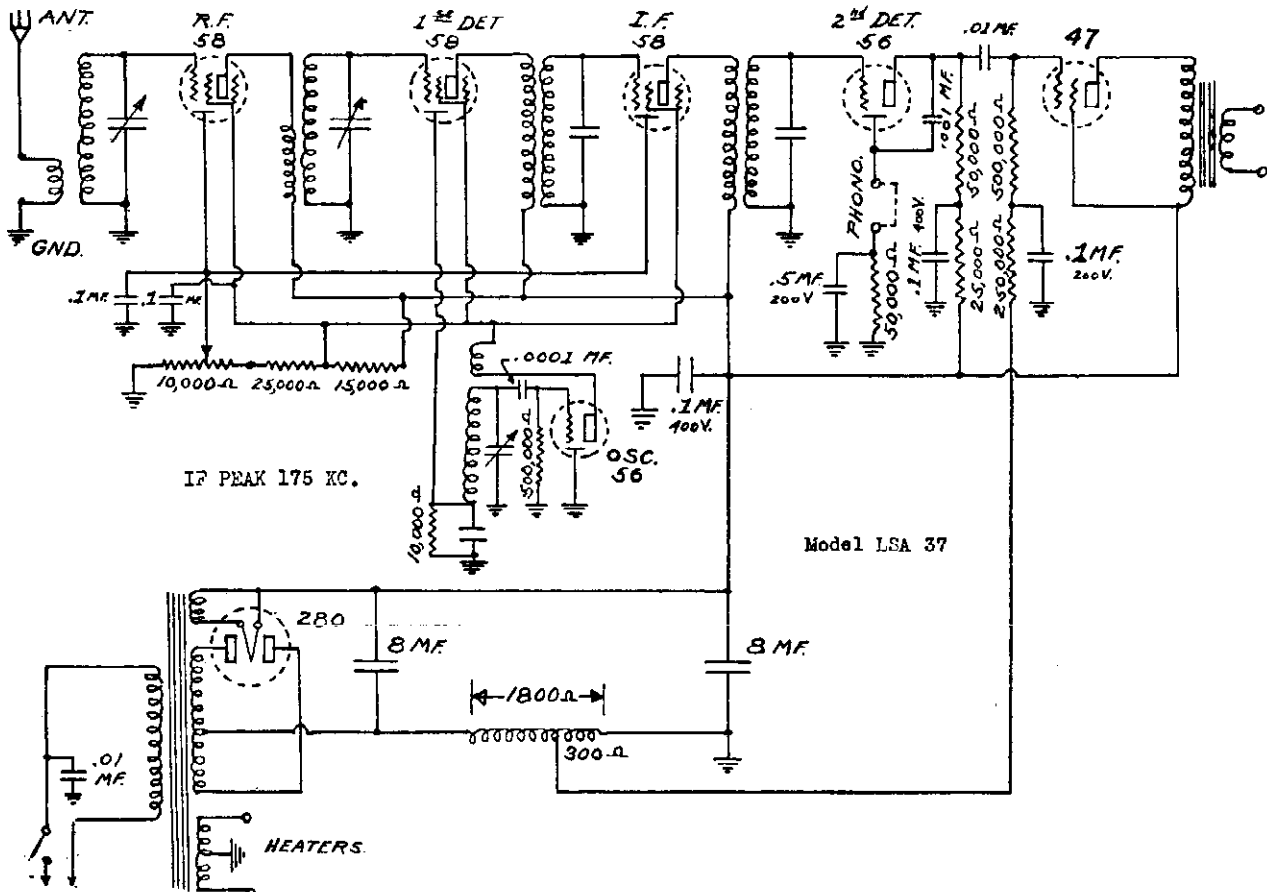 ANT.
R.F.
58
1st DET
58
I.F.
58
2nd DET.
56
.01 MF.
47
.001 MF.
50,000 Ω
500,000 Ω
PHONO.
GND.
.1 MF.
.1 MF.
.5 MF.
200V
50,000 Ω
.1 MF. 400V.
25,000 Ω
250,000 Ω
.1 MF.
200V.
10,000 Ω
25,000 Ω
15,000 Ω
.0001 MF.
.1 MF.
400V.
500,000 Ω
OSC.
56
IF PEAK 175 KC.
10,000 Ω
Model LSA 37
280
8 MF.
8 MF.
1800 Ω
300 Ω
.01
MF.
HEATERS.